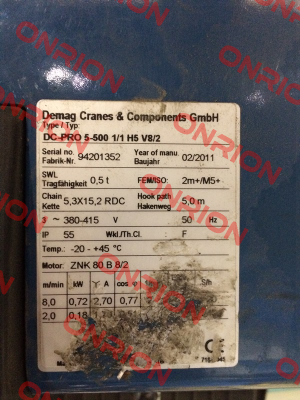 Demag Cranes & Components GmbH
Type / Typ:
DC-PRO 5-500 1/1 H5 V8/2
Serial no. Year of manu.
Fabrik-Nr. 94201352 Baujahr 02/2011
SWL
Tragfähigkeit 0,5 t FEM/ISO: 2m+/M5+
Chain Hook path
Kette 5,3X15,2 RDC Hakenweg 5,0 m
3 ~ 380-415 V 50 Hz
IP 55 Wkl./Th.Cl. F
Temp.: -20 - +45°C
Motor: ZNK 80 B 8/2
m/min kW A cos φ
8,0 0,72 2,70 0,77
2,0 0,18
CE
ONRION